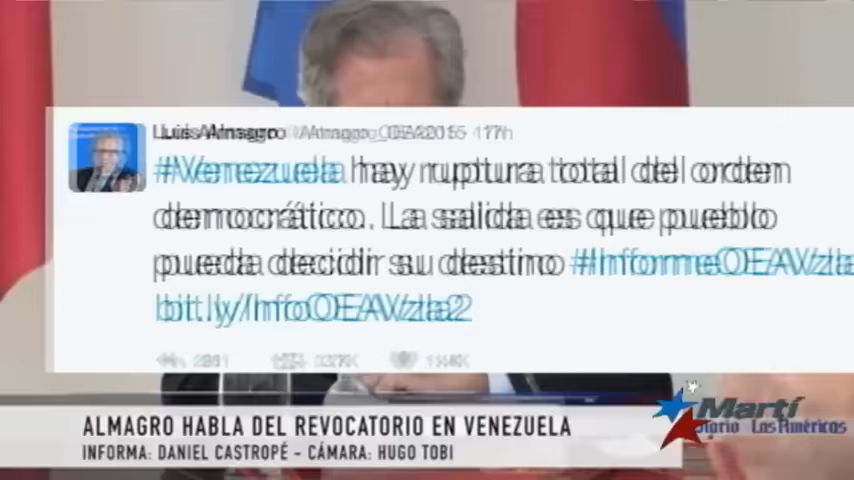 Luis Almagro
#Venezuela hay ruptura total del orden
democrático. La salida es que pueblo
pueda decidir su destino #InformeOEAVzla
bit.ly/InfoOEAVzla2
ALMAGRO HABLA DEL REVOCATORIO EN VENEZUELA
INFORMA: DANIEL CASTROPÉ - CÁMARA: HUGO TOBI
Martí
Diario Las Américas